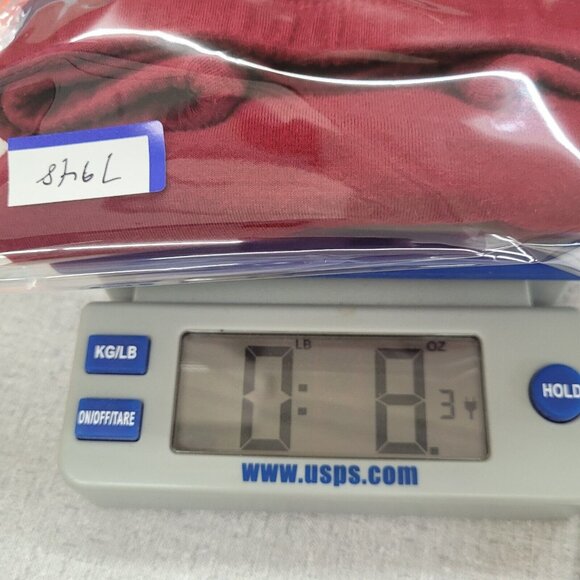 7948
KG/LB
ON/OFF/TARE
LB
OZ
0: 8.3
HOLD
www.usps.com